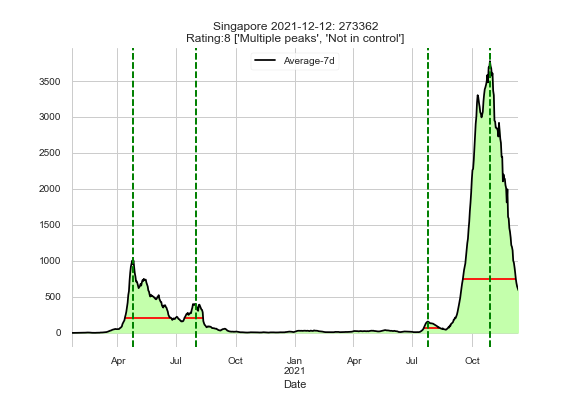 Singapore 2021-12-12: 273362
Rating:8 ['Multiple peaks', 'Not in control']
Average-7d
3500
3000
2500
2000
1500
1000
500
0
Apr Jul Oct Jan Apr Jul Oct
2021
Date